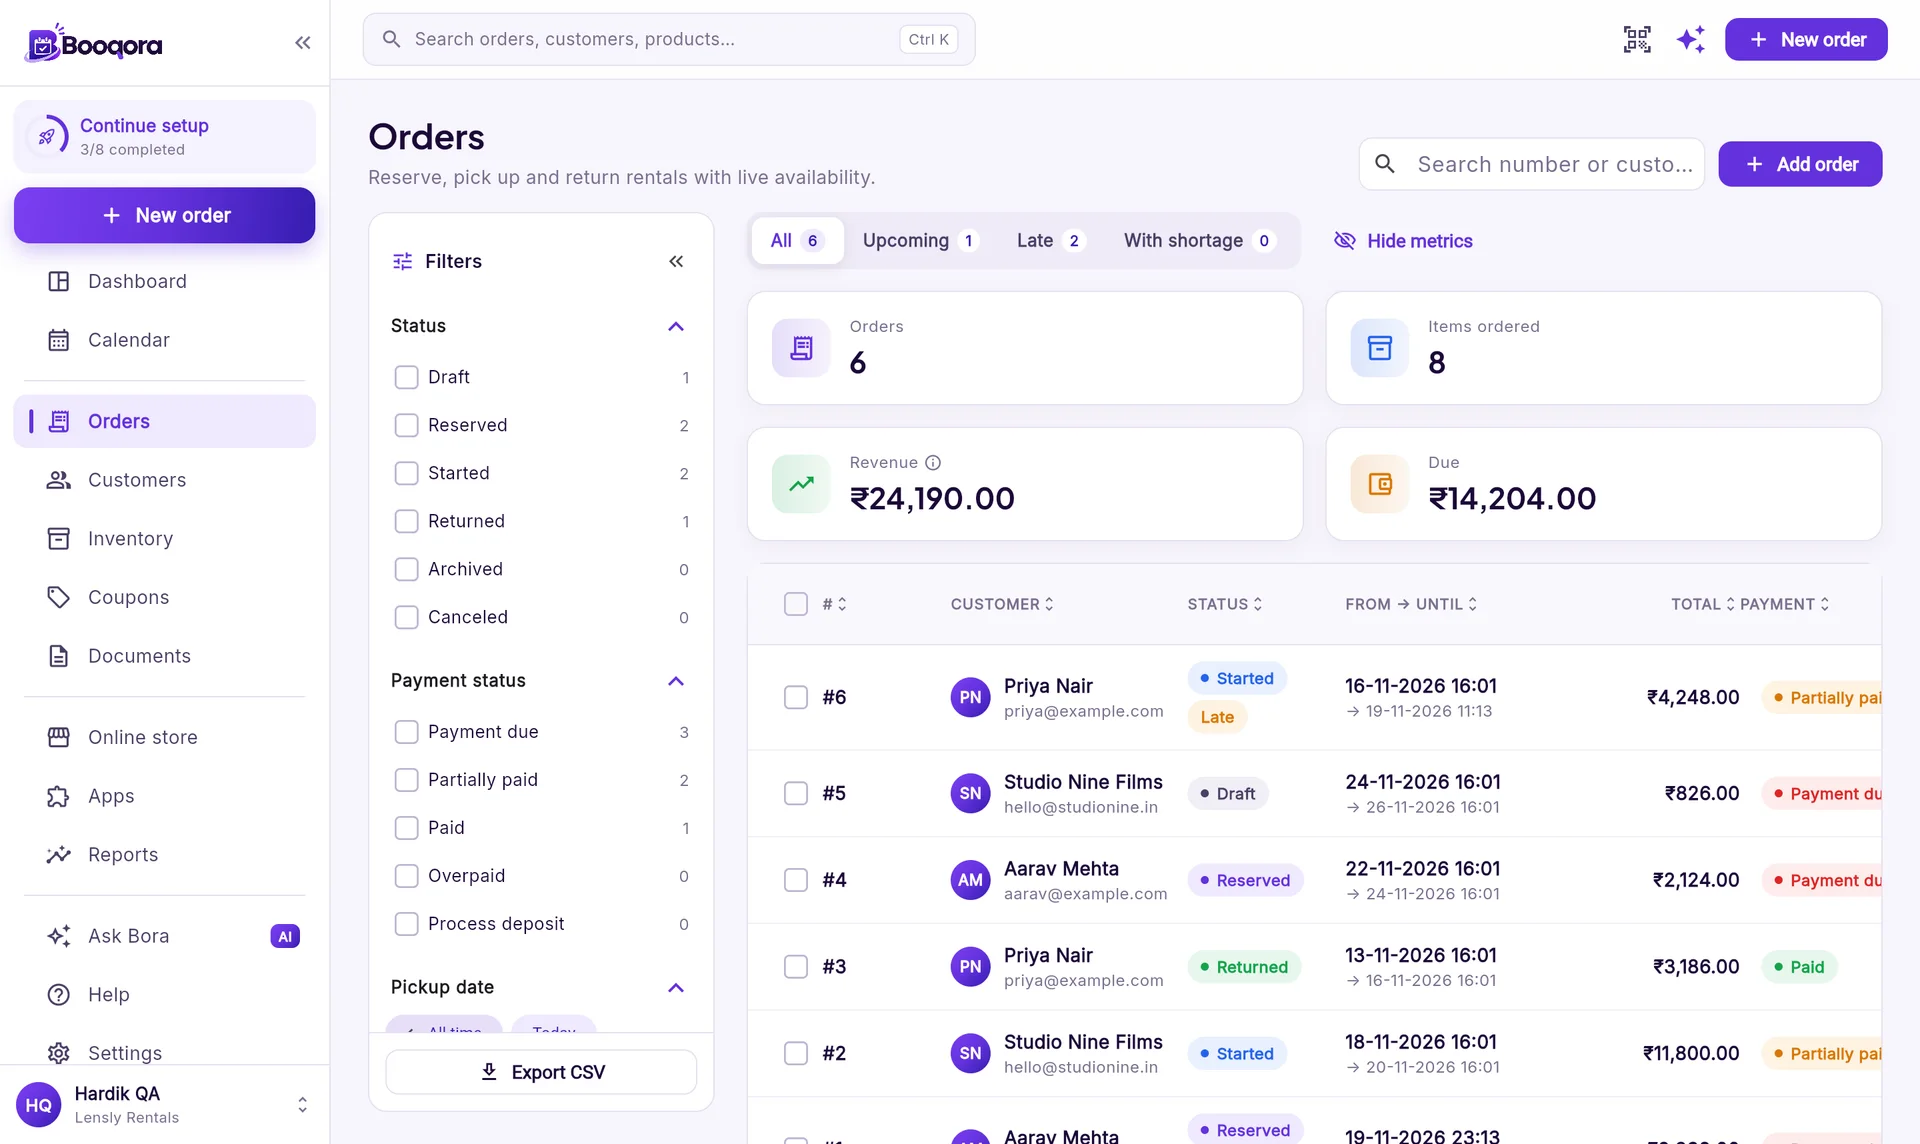 Booqora
Search orders, customers, products...
Ctrl K
New order
Continue setup
3/8 completed
New order
Dashboard
Calendar
Orders
Customers
Inventory
Coupons
Documents
Online store
Apps
Reports
Ask Bora
AI
Help
Settings
HQ
Hardik QA
Lensly Rentals
Orders
Reserve, pick up and return rentals with live availability.
Search number or custo...
Add order
Filters
Status
Draft 1
Reserved 2
Started 2
Returned 1
Archived 0
Canceled 0
Payment status
Payment due 3
Partially paid 2
Paid 1
Overpaid 0
Process deposit 0
Pickup date
All time Today
Export CSV
All 6 Upcoming 1 Late 2 With shortage 0
Hide metrics
Orders
6
Items ordered
8
Revenue
₹24,190.00
Due
₹14,204.00
# CUSTOMER STATUS FROM → UNTIL TOTAL PAYMENT
#6 PN Priya Nair Started 16-11-2026 16:01 ₹4,248.00 Partially pai
priya@example.com Late → 19-11-2026 11:13
#5 SN Studio Nine Films Draft 24-11-2026 16:01 ₹826.00 Payment du
hello@studionine.in → 26-11-2026 16:01
#4 AM Aarav Mehta Reserved 22-11-2026 16:01 ₹2,124.00 Payment du
aarav@example.com → 24-11-2026 16:01
#3 PN Priya Nair Returned 13-11-2026 16:01 ₹3,186.00 Paid
priya@example.com → 16-11-2026 16:01
#2 SN Studio Nine Films Started 18-11-2026 16:01 ₹11,800.00 Partially pai
hello@studionine.in → 20-11-2026 16:01
Aarav Mehta Reserved 19-11-2026 23:13